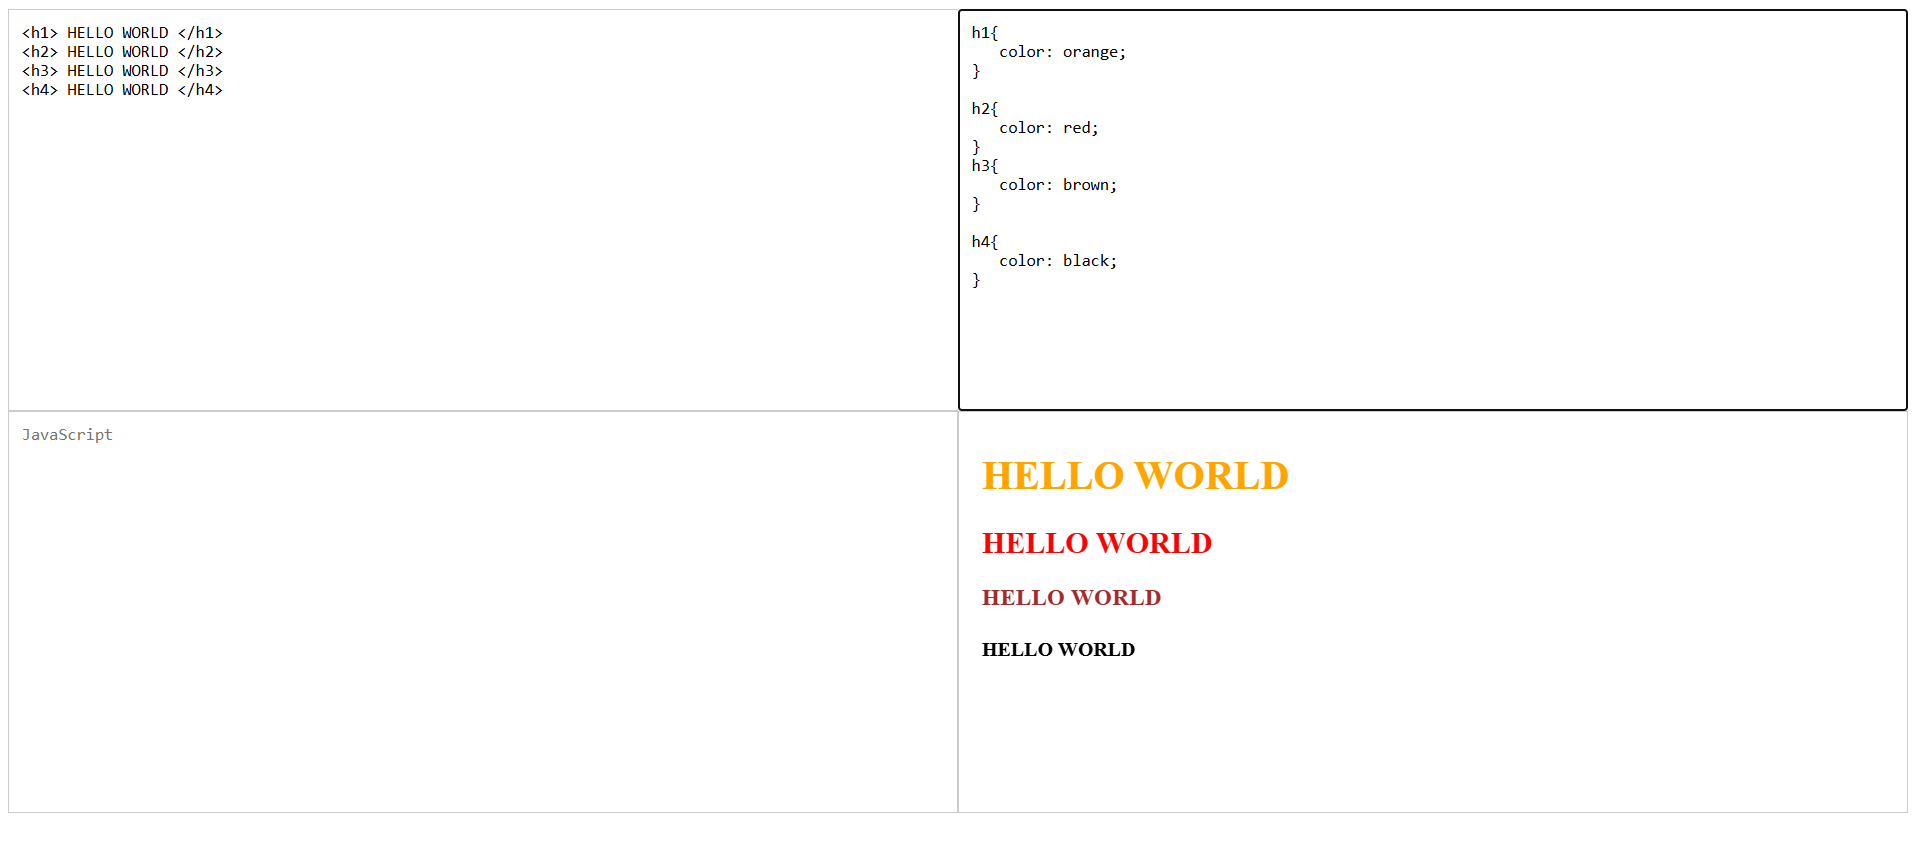 <h1> HELLO WORLD </h1>
<h2> HELLO WORLD </h2>
<h3> HELLO WORLD </h3>
<h4> HELLO WORLD </h4>
h1{
   color: orange;
}

h2{
   color: red;
}
h3{
   color: brown;
}

h4{
   color: black;
}
JavaScript
HELLO WORLD
HELLO WORLD
HELLO WORLD
HELLO WORLD